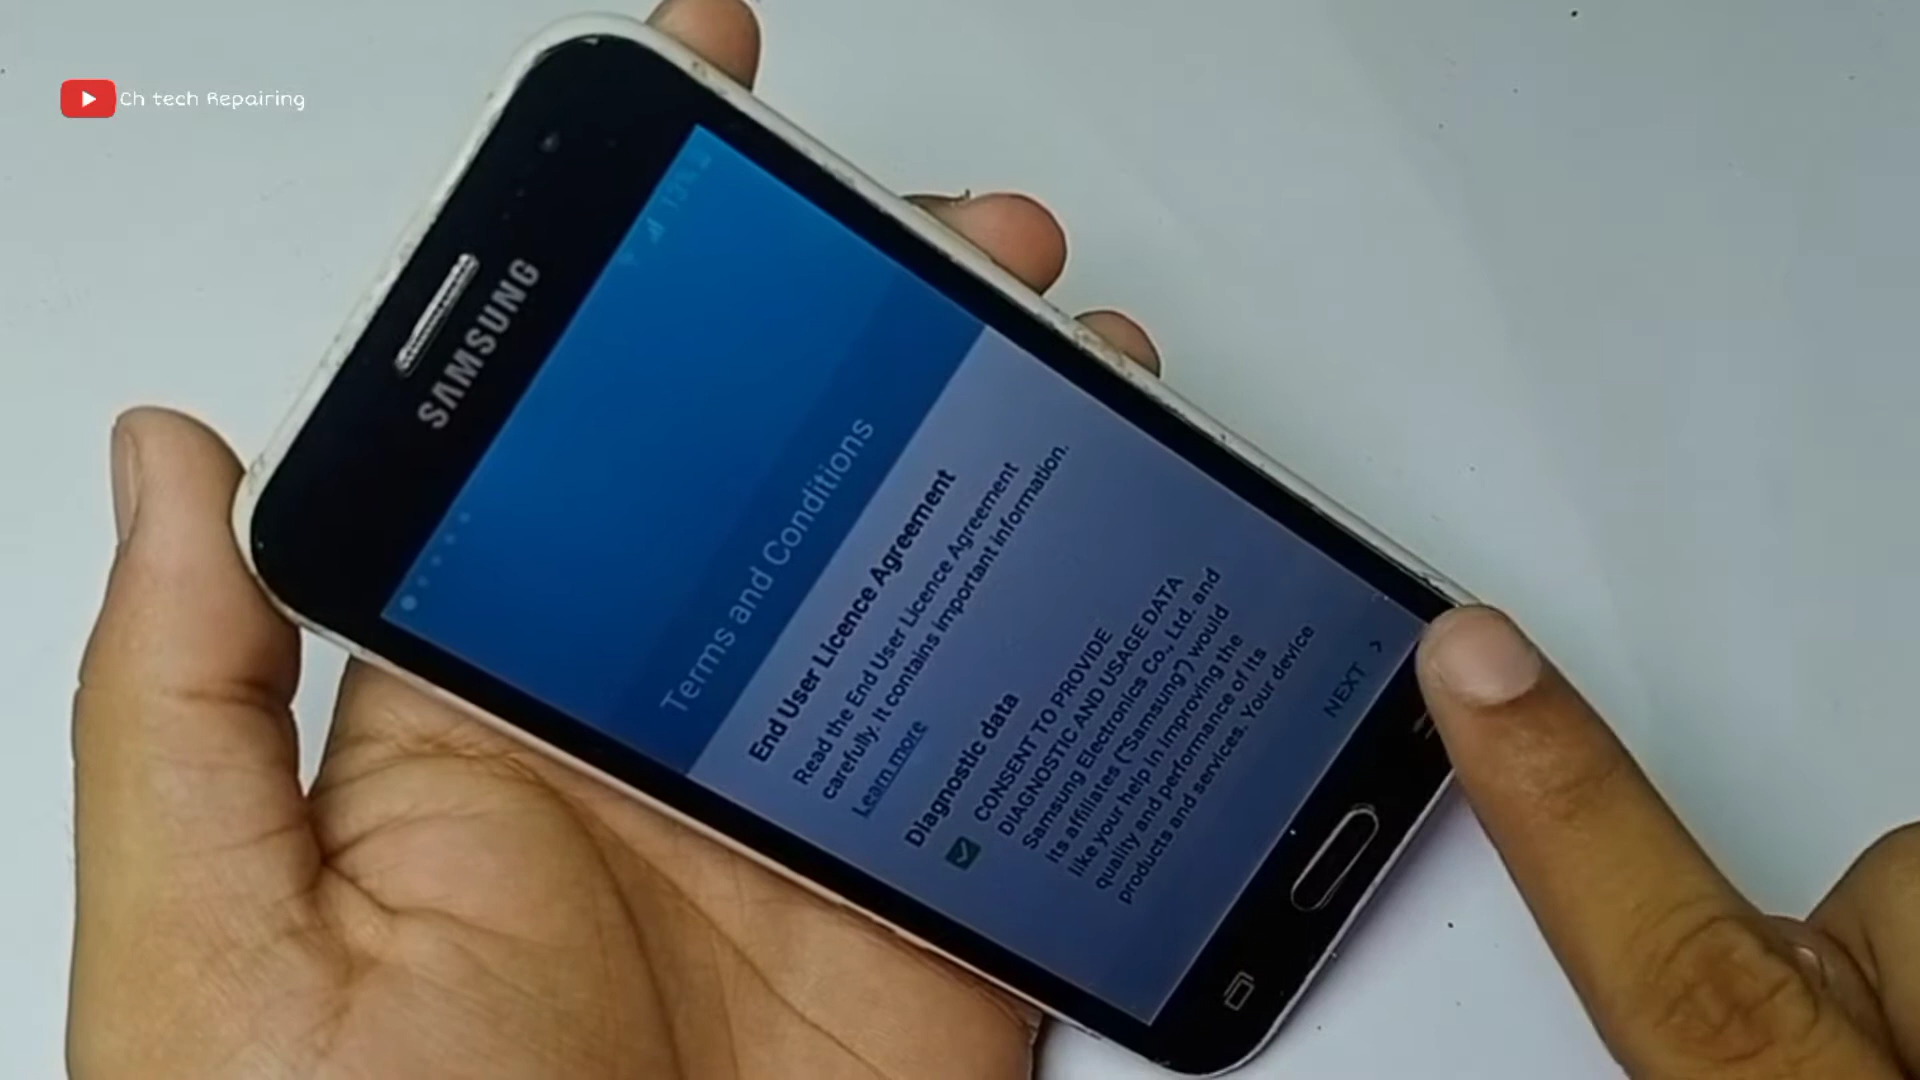 Ch tech Repairing
SAMSUNG
13%
Terms and Conditions
End User Licence Agreement
Read the End User Licence Agreement
carefully. It contains important information.
Learn more
Diagnostic data
CONSENT TO PROVIDE
DIAGNOSTIC AND USAGE DATA
Samsung Electronics Co., Ltd. and
its affiliates ("Samsung") would
like your help in improving the
quality and performance of its
products and services. Your device
NEXT >